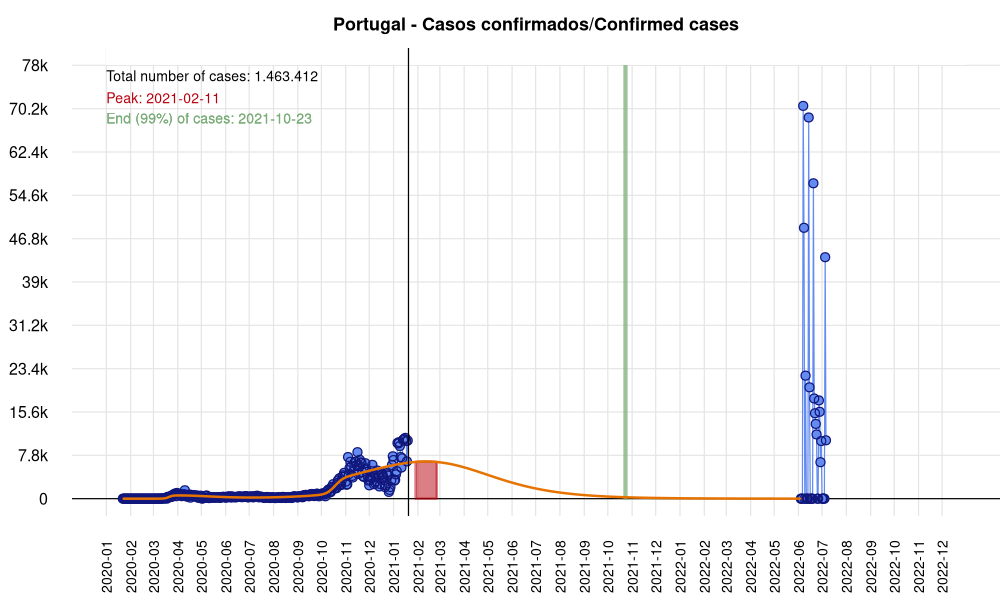 Portugal - Casos confirmados/Confirmed cases
Total number of cases: 1.463.412
Peak: 2021-02-11
End (99%) of cases: 2021-10-23
78k
70.2k
62.4k
54.6k
46.8k
39k
31.2k
23.4k
15.6k
7.8k
0
2020-01
2020-02
2020-03
2020-04
2020-05
2020-06
2020-07
2020-08
2020-09
2020-10
2020-11
2020-12
2021-01
2021-02
2021-03
2021-04
2021-05
2021-06
2021-07
2021-08
2021-09
2021-10
2021-11
2021-12
2022-01
2022-02
2022-03
2022-04
2022-05
2022-06
2022-07
2022-08
2022-09
2022-10
2022-11
2022-12